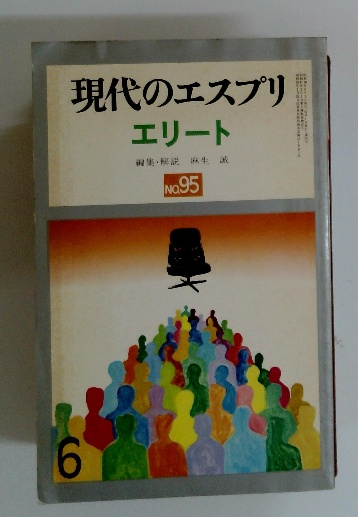 現代のエスプリ
エリート
編集・解説 麻生 誠
NO.95
6